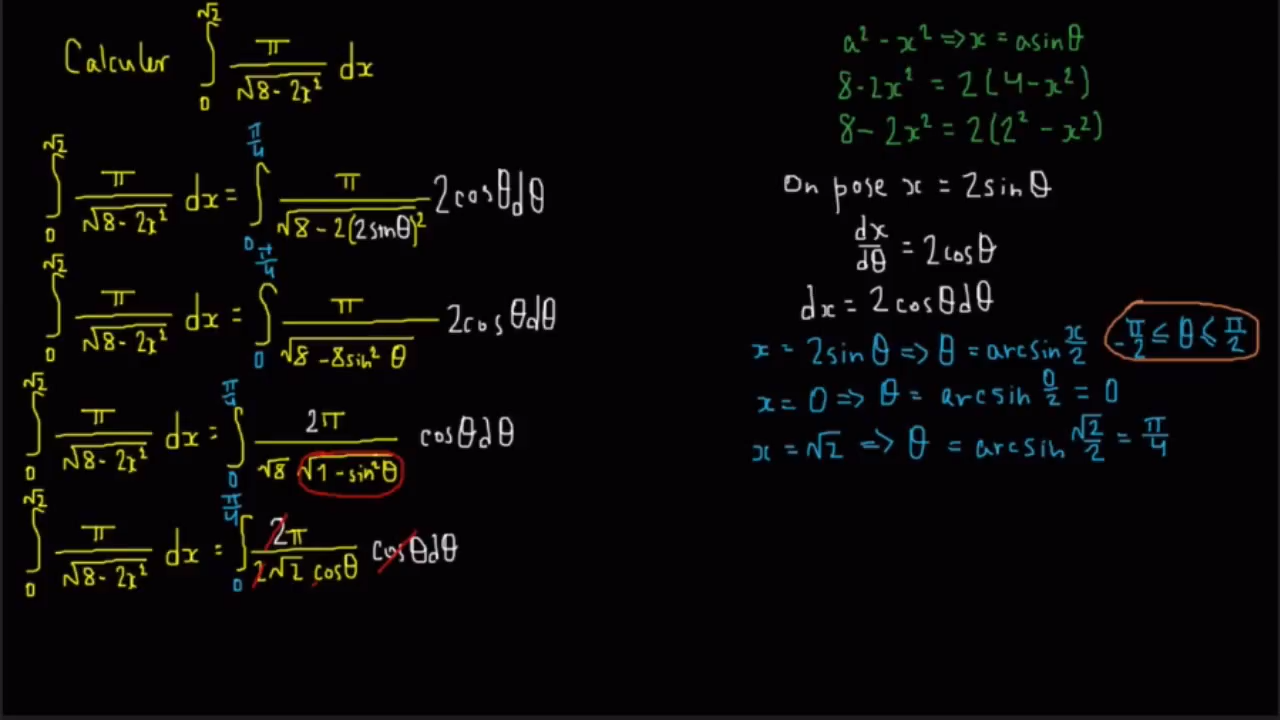 Calculer ∫₀^√2 π/√(8 - 2x²) dx
∫₀^√2 π/√(8 - 2x²) dx = ∫₀^(π/4) π/√(8 - 2(2sinθ)²) 2cosθdθ
∫₀^√2 π/√(8 - 2x²) dx = ∫₀^(π/4) π/√(8 - 8sin²θ) 2cosθdθ
∫₀^√2 π/√(8 - 2x²) dx = ∫₀^(π/4) 2π/(√8 √(1 - sin²θ)) cosθdθ
∫₀^√2 π/√(8 - 2x²) dx = ∫₀^(π/4) 2π/(2√2 cosθ) cosθdθ
a² - x² => x = asinθ
8 - 2x² = 2(4 - x²)
8 - 2x² = 2(2² - x²)
On pose x = 2sinθ
dx/dθ = 2cosθ
dx = 2cosθdθ
-π/2 ≤ θ ≤ π/2
x = 2sinθ => θ = arcsin x/2
x = 0 => θ = arcsin 0/2 = 0
x = √2 => θ = arcsin √2/2 = π/4